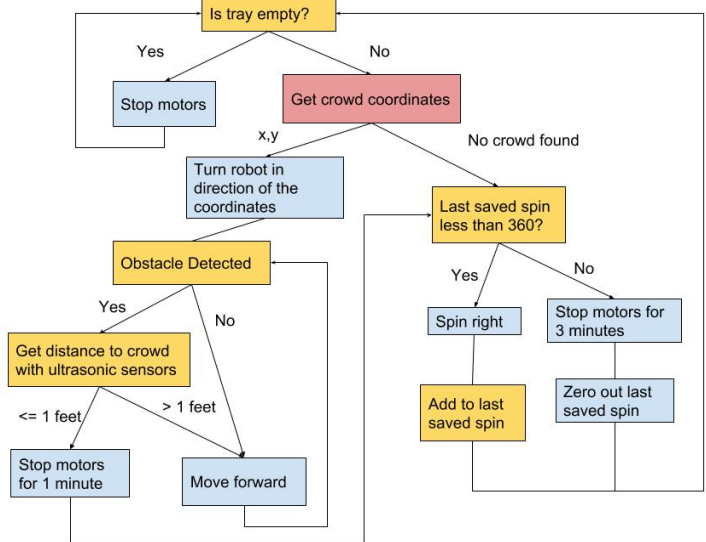 Is tray empty?
Yes
No
Stop motors
Get crowd coordinates
x,y
No crowd found
Turn robot in
direction of the
coordinates
Last saved spin
less than 360?
Obstacle Detected
Yes
No
Yes
No
Spin right
Stop motors for
3 minutes
Get distance to crowd
with ultrasonic sensors
Add to last
saved spin
Zero out last
saved spin
<= 1 feet
> 1 feet
Stop motors
for 1 minute
Move forward